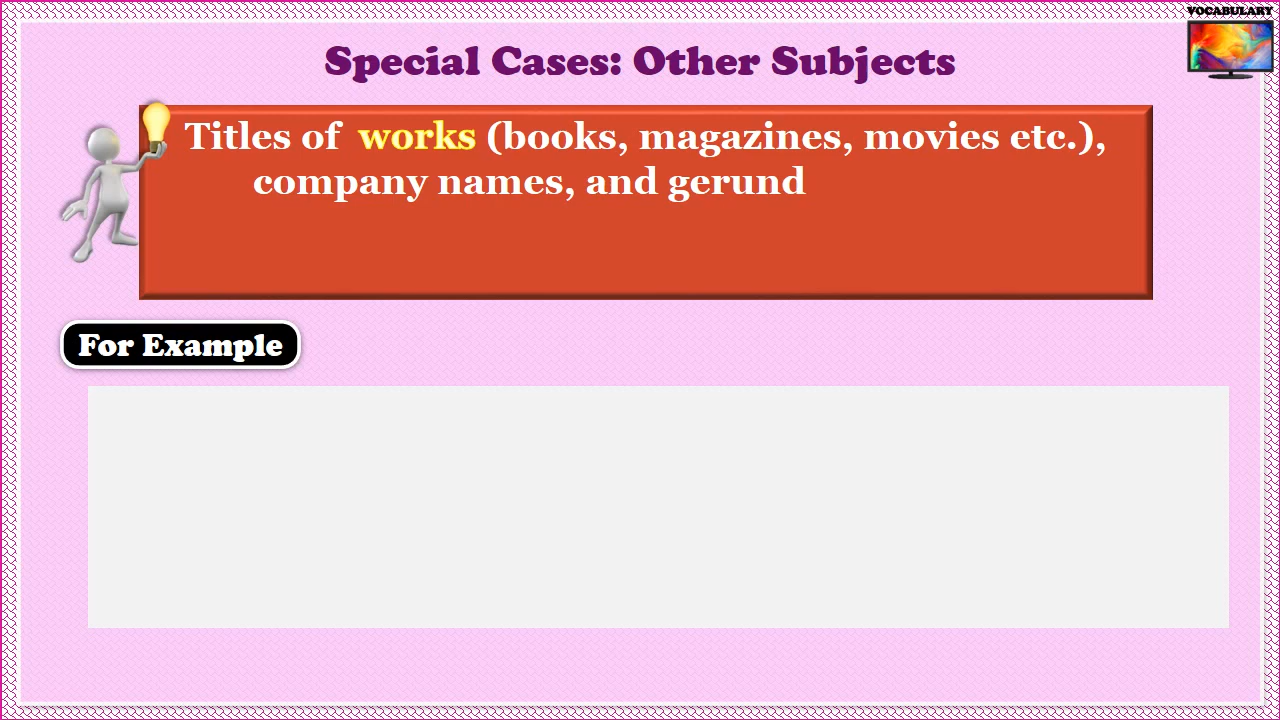 VOCABULARY
Special Cases: Other Subjects
Titles of works (books, magazines, movies etc.),
company names, and gerund
For Example